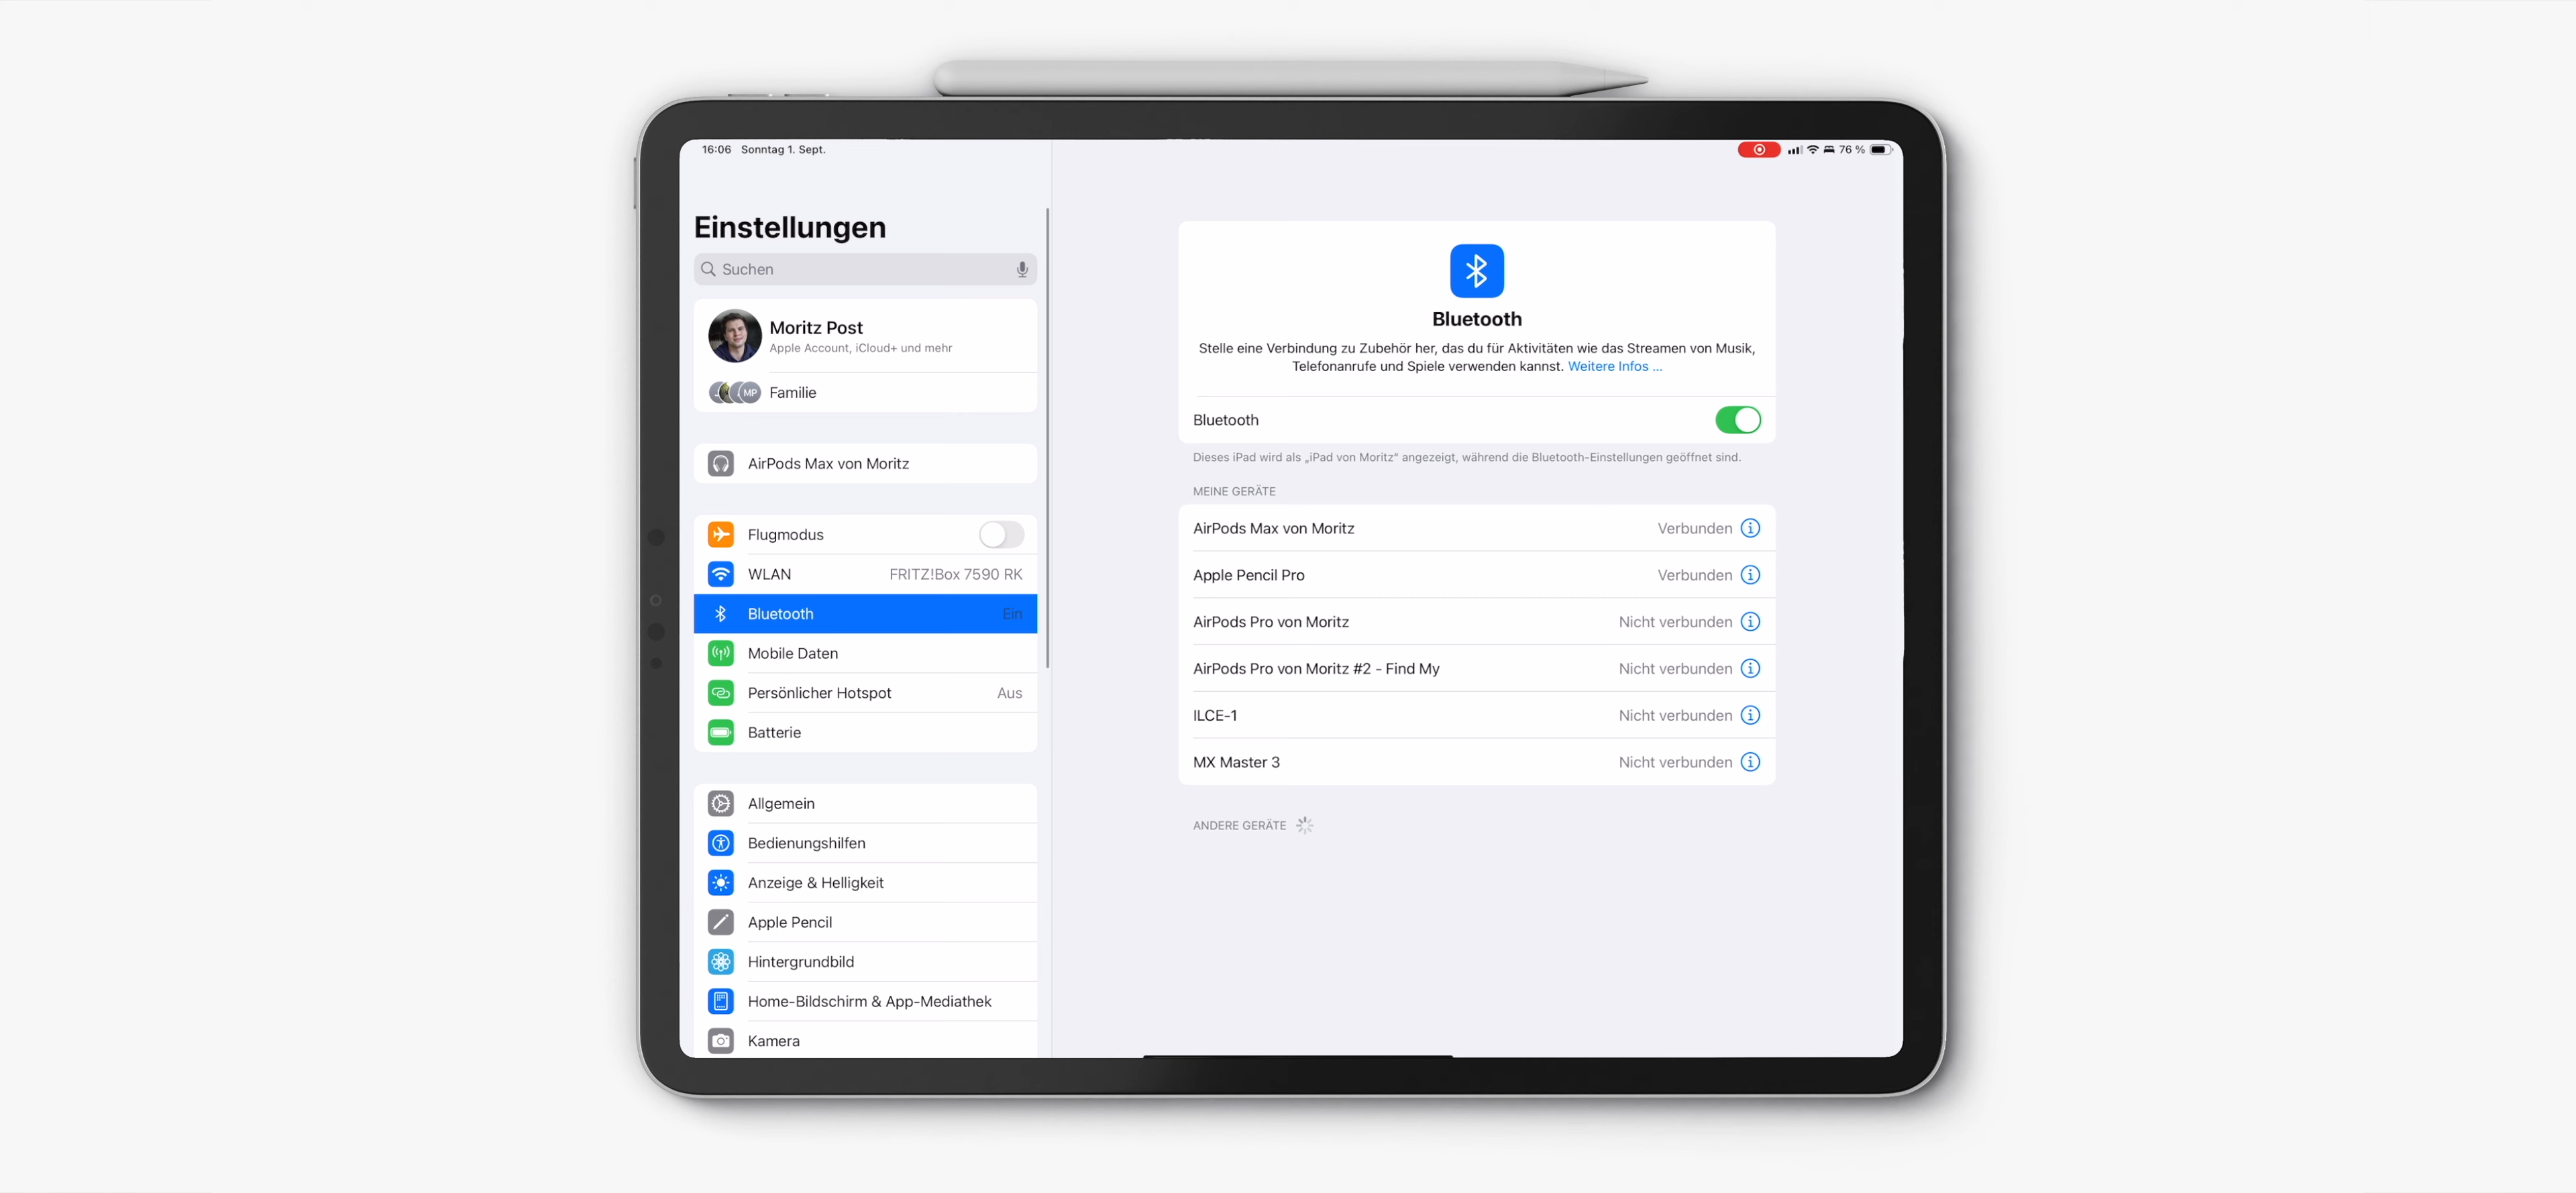 16:06 Sonntag 1. Sept.
76 %
Einstellungen
Suchen
Moritz Post
Apple Account, iCloud+ und mehr
MP
Familie
AirPods Max von Moritz
Flugmodus
WLAN FRITZ!Box 7590 RK
Bluetooth Ein
Mobile Daten
Persönlicher Hotspot Aus
Batterie
Allgemein
Bedienungshilfen
Anzeige & Helligkeit
Apple Pencil
Hintergrundbild
Home-Bildschirm & App-Mediathek
Kamera
Bluetooth
Stelle eine Verbindung zu Zubehör her, das du für Aktivitäten wie das Streamen von Musik,
Telefonanrufe und Spiele verwenden kannst. Weitere Infos ...
Bluetooth
Dieses iPad wird als „iPad von Moritz“ angezeigt, während die Bluetooth-Einstellungen geöffnet sind.
MEINE GERÄTE
AirPods Max von Moritz Verbunden
Apple Pencil Pro Verbunden
AirPods Pro von Moritz Nicht verbunden
AirPods Pro von Moritz #2 - Find My Nicht verbunden
ILCE-1 Nicht verbunden
MX Master 3 Nicht verbunden
ANDERE GERÄTE